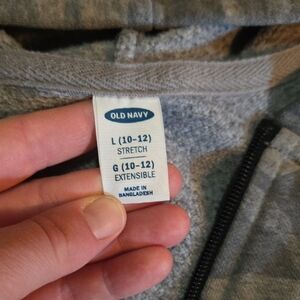 OLD NAVY
L (10-12)
STRETCH
G (10-12)
EXTENSIBLE
MADE IN
BANGLADESH